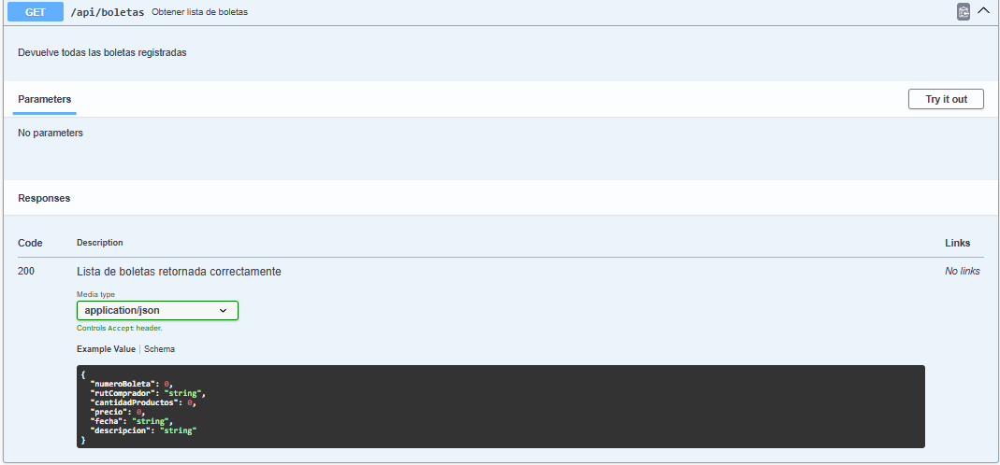 GET /api/boletas Obtener lista de boletas
Devuelve todas las boletas registradas
Parameters Try it out
No parameters
Responses
Code Description Links
200 Lista de boletas retornada correctamente No links
Media type
application/json
Controls Accept header.
Example Value | Schema
{
"numeroBoleta": 0,
"rutComprador": "string",
"cantidadProductos": 0,
"precio": 0,
"fecha": "string",
"descripcion": "string"
}